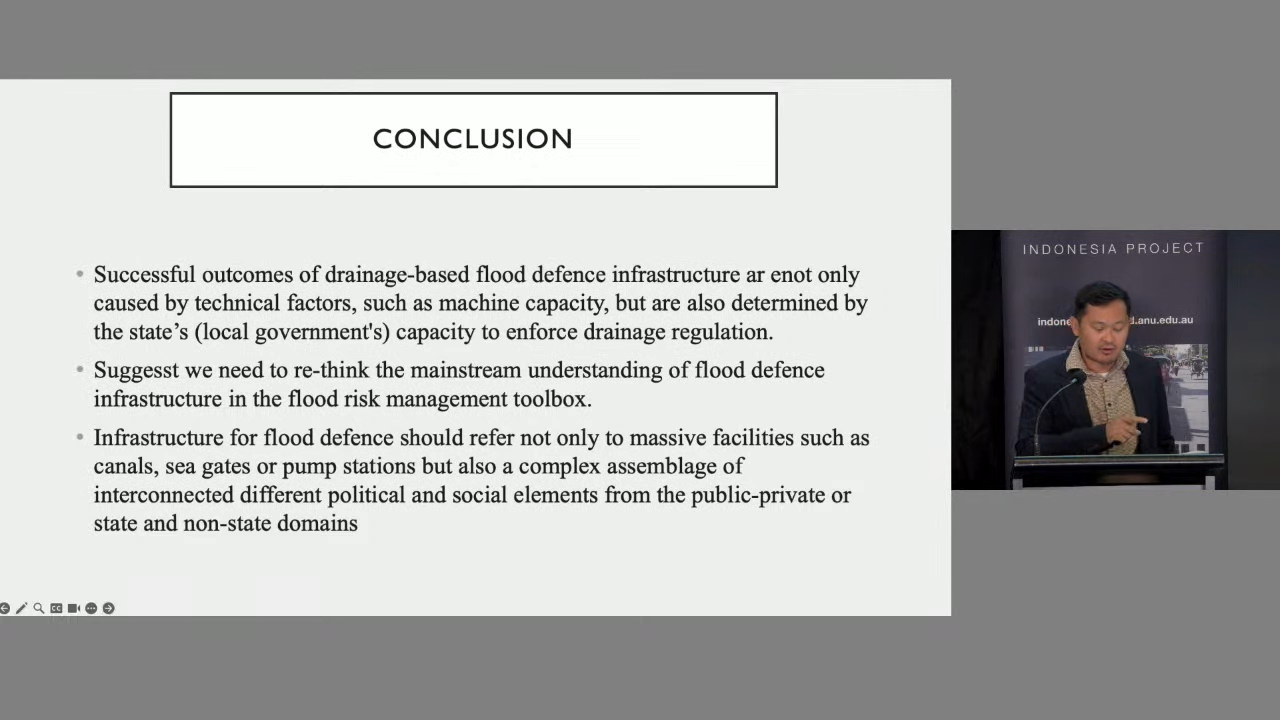 CONCLUSION
• Successful outcomes of drainage-based flood defence infrastructure ar enot only
caused by technical factors, such as machine capacity, but are also determined by
the state’s (local government's) capacity to enforce drainage regulation.
• Suggesst we need to re-think the mainstream understanding of flood defence
infrastructure in the flood risk management toolbox.
• Infrastructure for flood defence should refer not only to massive facilities such as
canals, sea gates or pump stations but also a complex assemblage of
interconnected different political and social elements from the public-private or
state and non-state domains
CC
INDONESIA PROJECT
indone
d.anu.edu.au